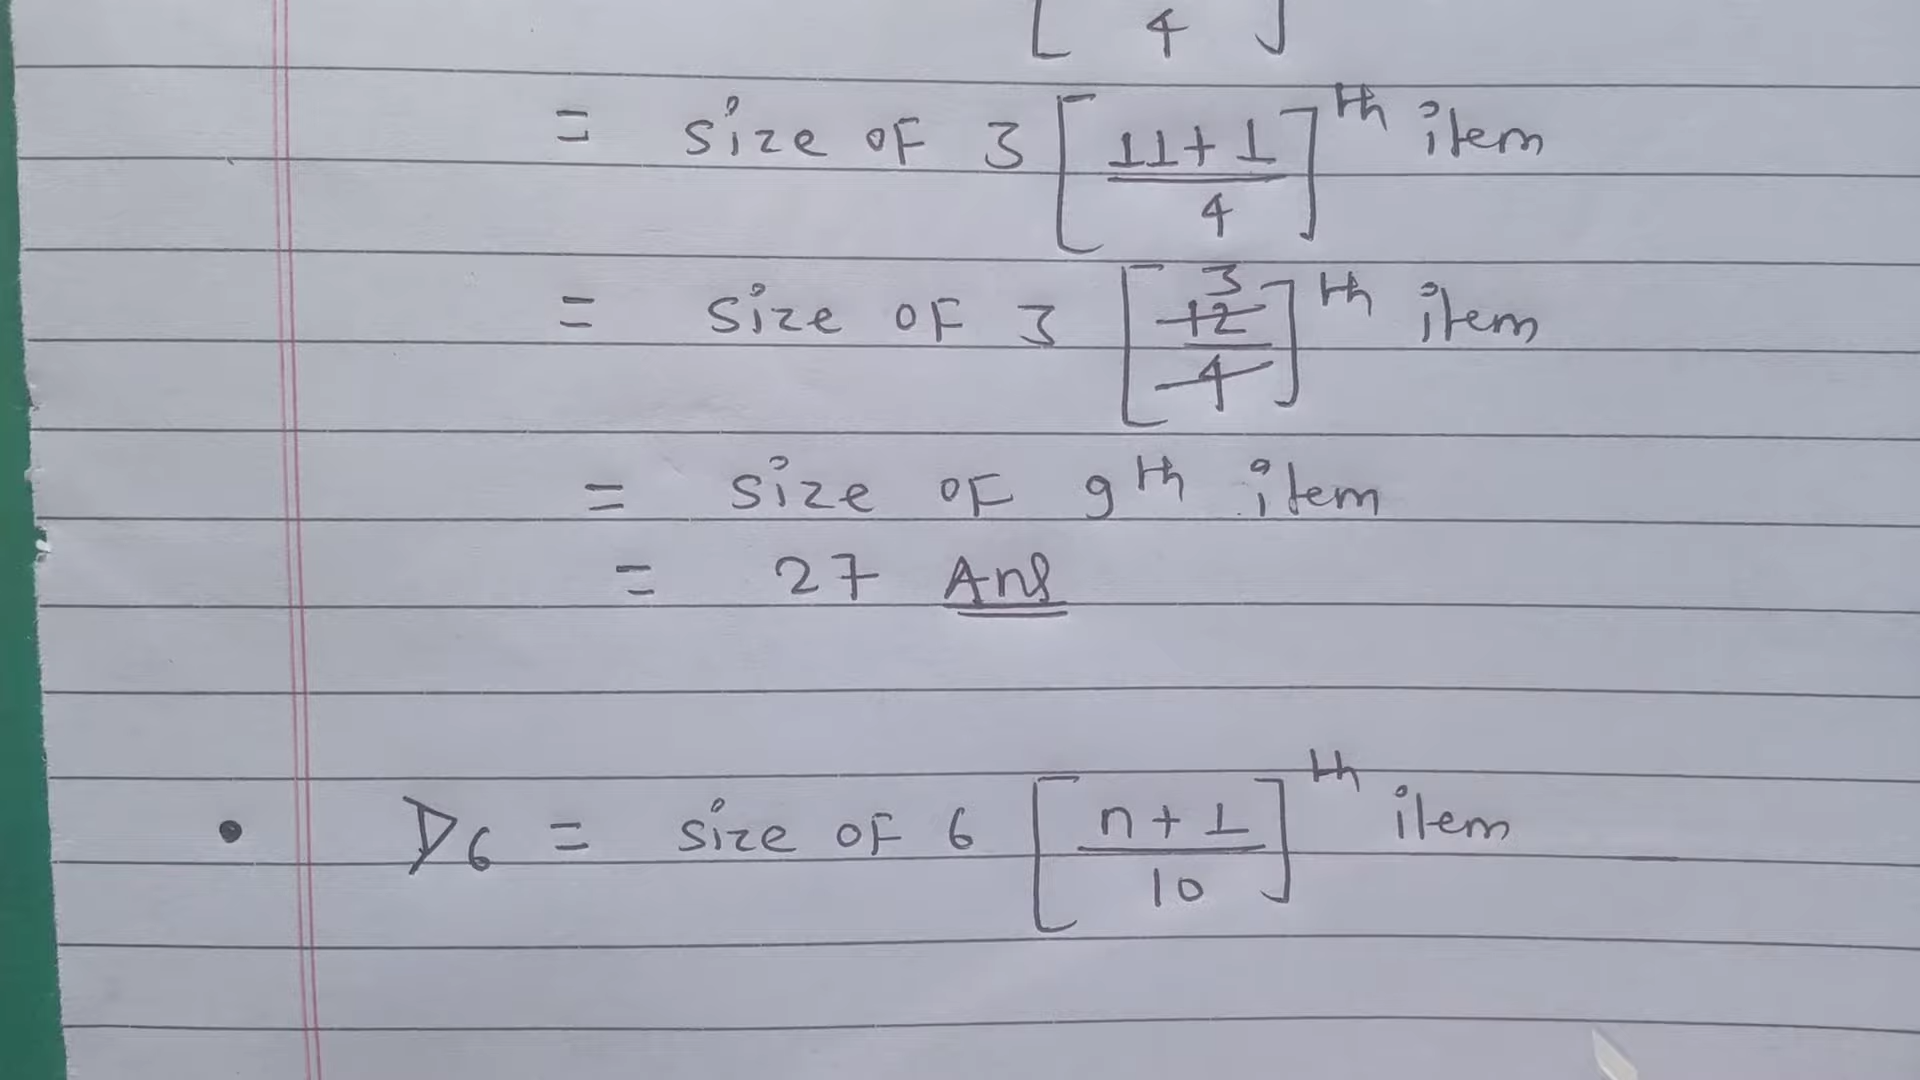 [ 4 ]
= size of 3 [ 11+1 / 4 ]th item
= size of 3 [ 12 3 / 4 ]th item
= size of 9th item
= 27 Ans
• D6 = size of 6 [ n+1 / 10 ]th item